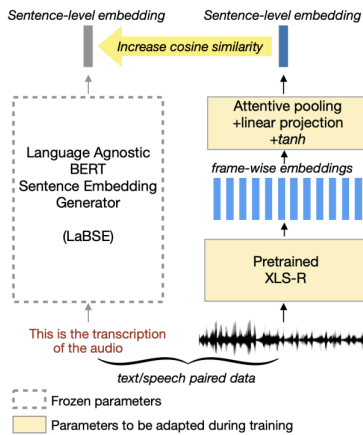 Sentence-level embedding
Sentence-level embedding
Increase cosine similarity
Attentive pooling
+linear projection
+tanh
frame-wise embeddings
Language Agnostic
BERT
Sentence Embedding
Generator
(LaBSE)
Pretrained
XLS-R
This is the transcription
of the audio
text/speech paired data
Frozen parameters
Parameters to be adapted during training